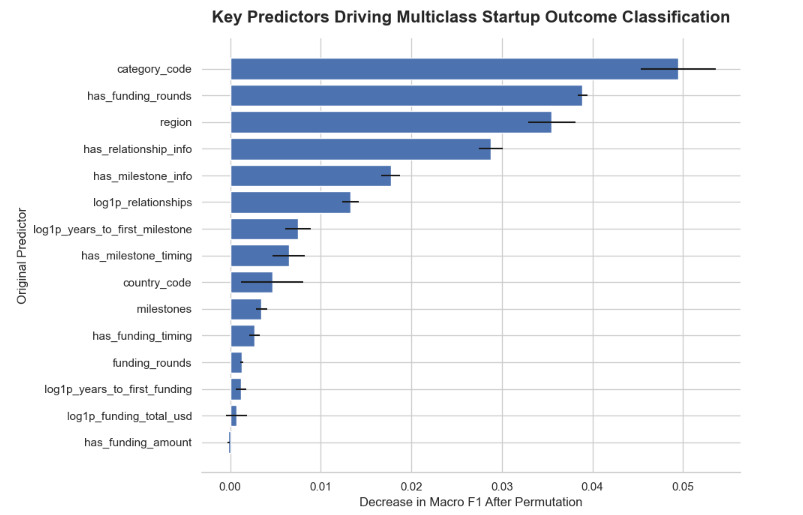 Key Predictors Driving Multiclass Startup Outcome Classification
Original Predictor
category_code
has_funding_rounds
region
has_relationship_info
has_milestone_info
log1p_relationships
log1p_years_to_first_milestone
has_milestone_timing
country_code
milestones
has_funding_timing
funding_rounds
log1p_years_to_first_funding
log1p_funding_total_usd
has_funding_amount
0.00 0.01 0.02 0.03 0.04 0.05
Decrease in Macro F1 After Permutation